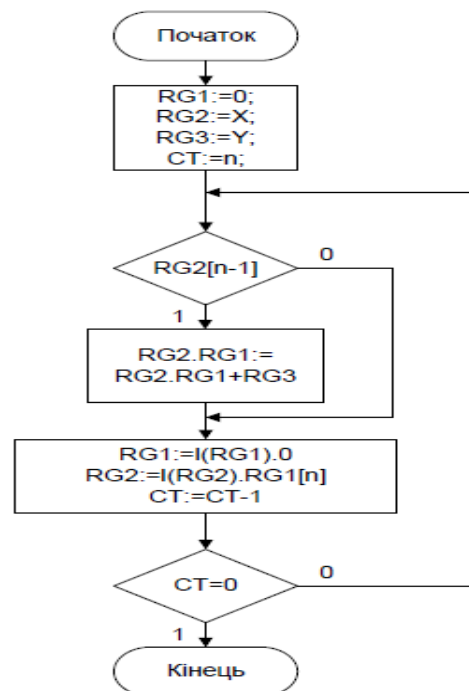 Початок
RG1:=0;
RG2:=X;
RG3:=Y;
CT:=n;
RG2[n-1]
0
1
RG2.RG1:=
RG2.RG1+RG3
RG1:=l(RG1).0
RG2:=l(RG2).RG1[n]
CT:=CT-1
CT=0
0
1
Кінець